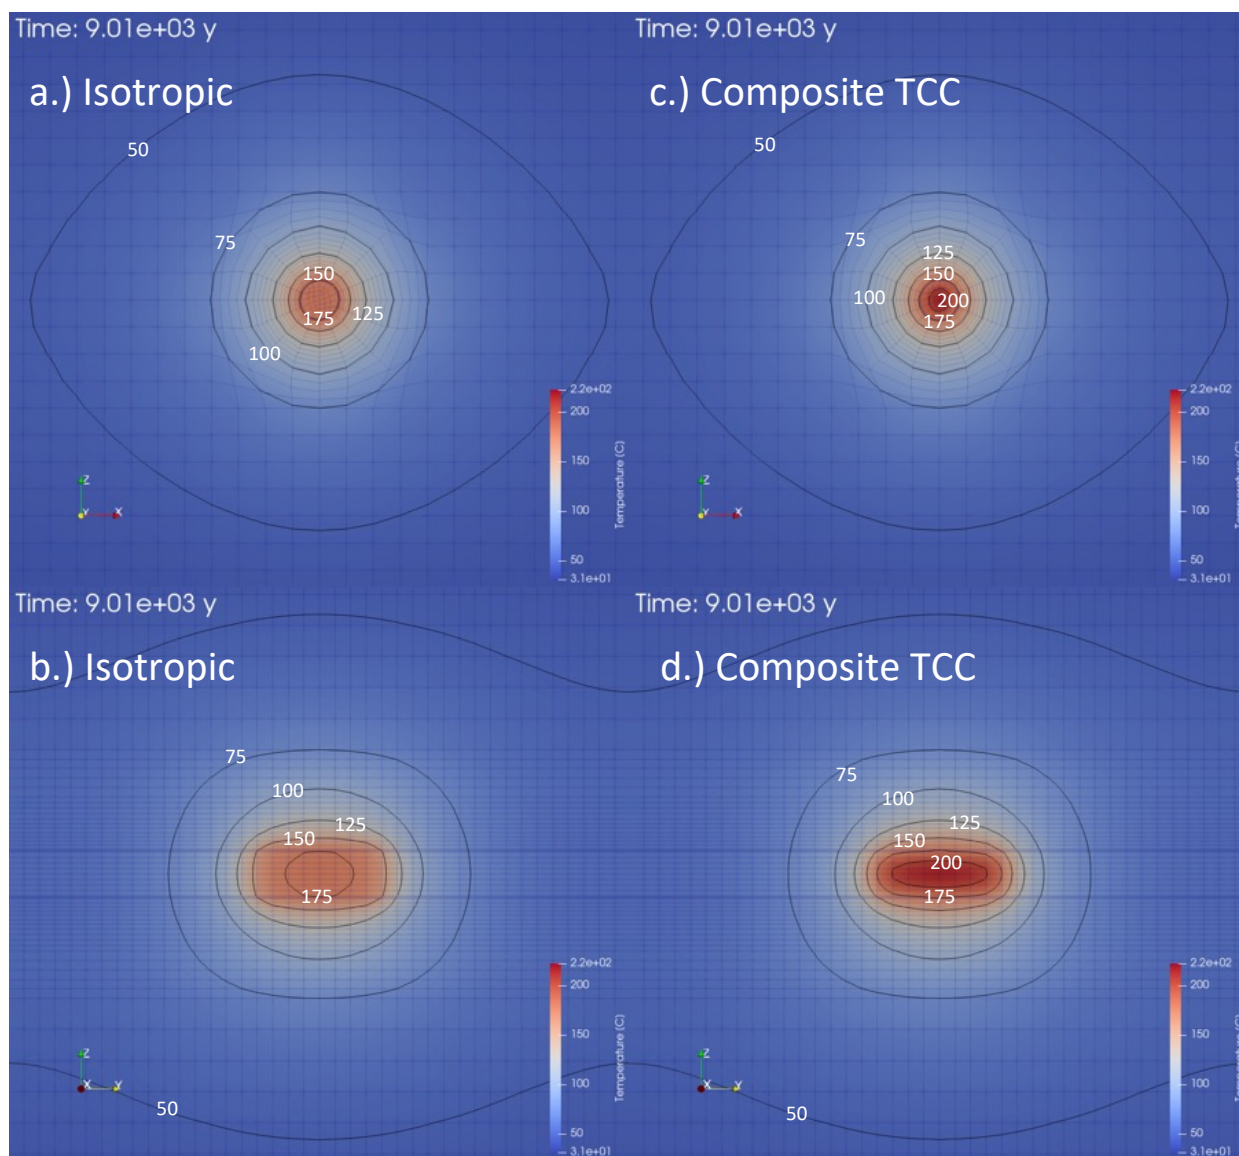 Time: 9.01e+03 y
a.) Isotropic
50
75
150
175
125
100
2.2e+02
200
150
100
50
3.1e+01
Temperature (C)
Z
Y
X
Time: 9.01e+03 y
c.) Composite TCC
50
75
125
150
100
200
175
2.2e+02
200
150
100
50
3.1e+01
Temperature (C)
Z
Y
X
Time: 9.01e+03 y
b.) Isotropic
75
100
125
150
175
50
2.2e+02
200
150
100
50
3.1e+01
Temperature (C)
Z
X
Y
Time: 9.01e+03 y
d.) Composite TCC
75
100
125
150
200
175
50
2.2e+02
200
150
100
50
3.1e+01
Temperature (C)
Z
X
Y